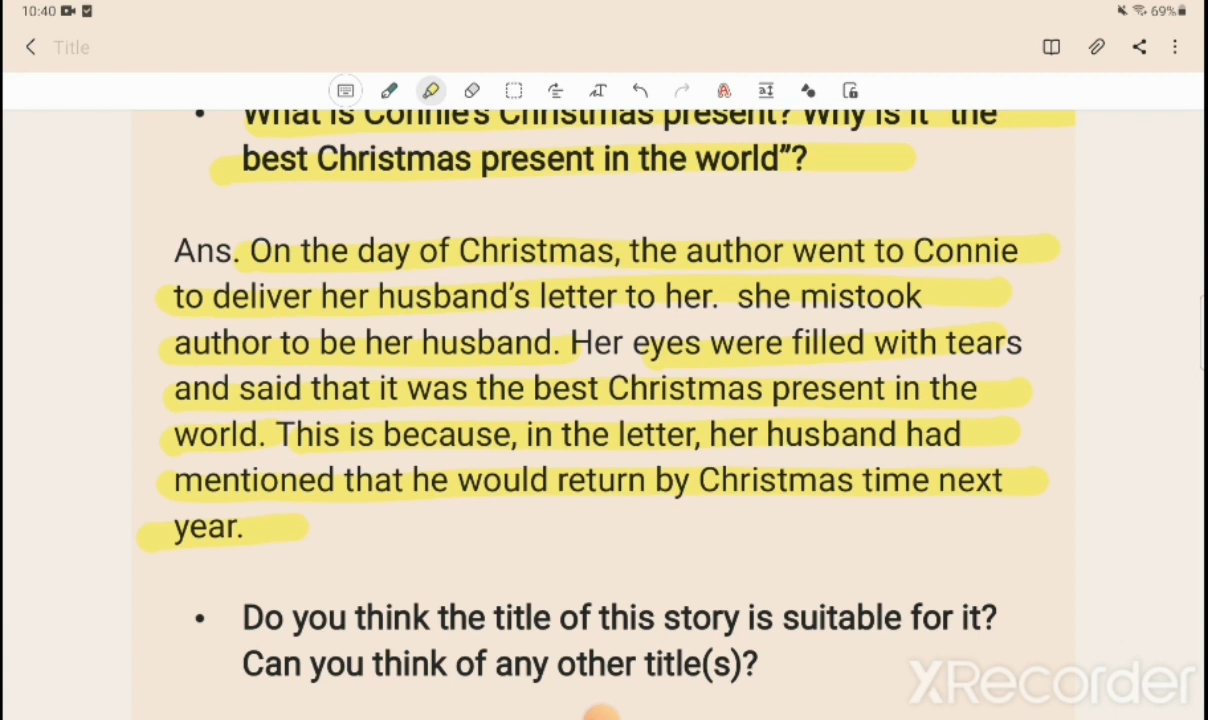 10:40
69%
Title
What is Connie's Christmas present? Why is it "the
best Christmas present in the world”?
Ans. On the day of Christmas, the author went to Connie
to deliver her husband’s letter to her.  she mistook
author to be her husband. Her eyes were filled with tears
and said that it was the best Christmas present in the
world. This is because, in the letter, her husband had
mentioned that he would return by Christmas time next
year.
• Do you think the title of this story is suitable for it?
Can you think of any other title(s)?
XRecorder